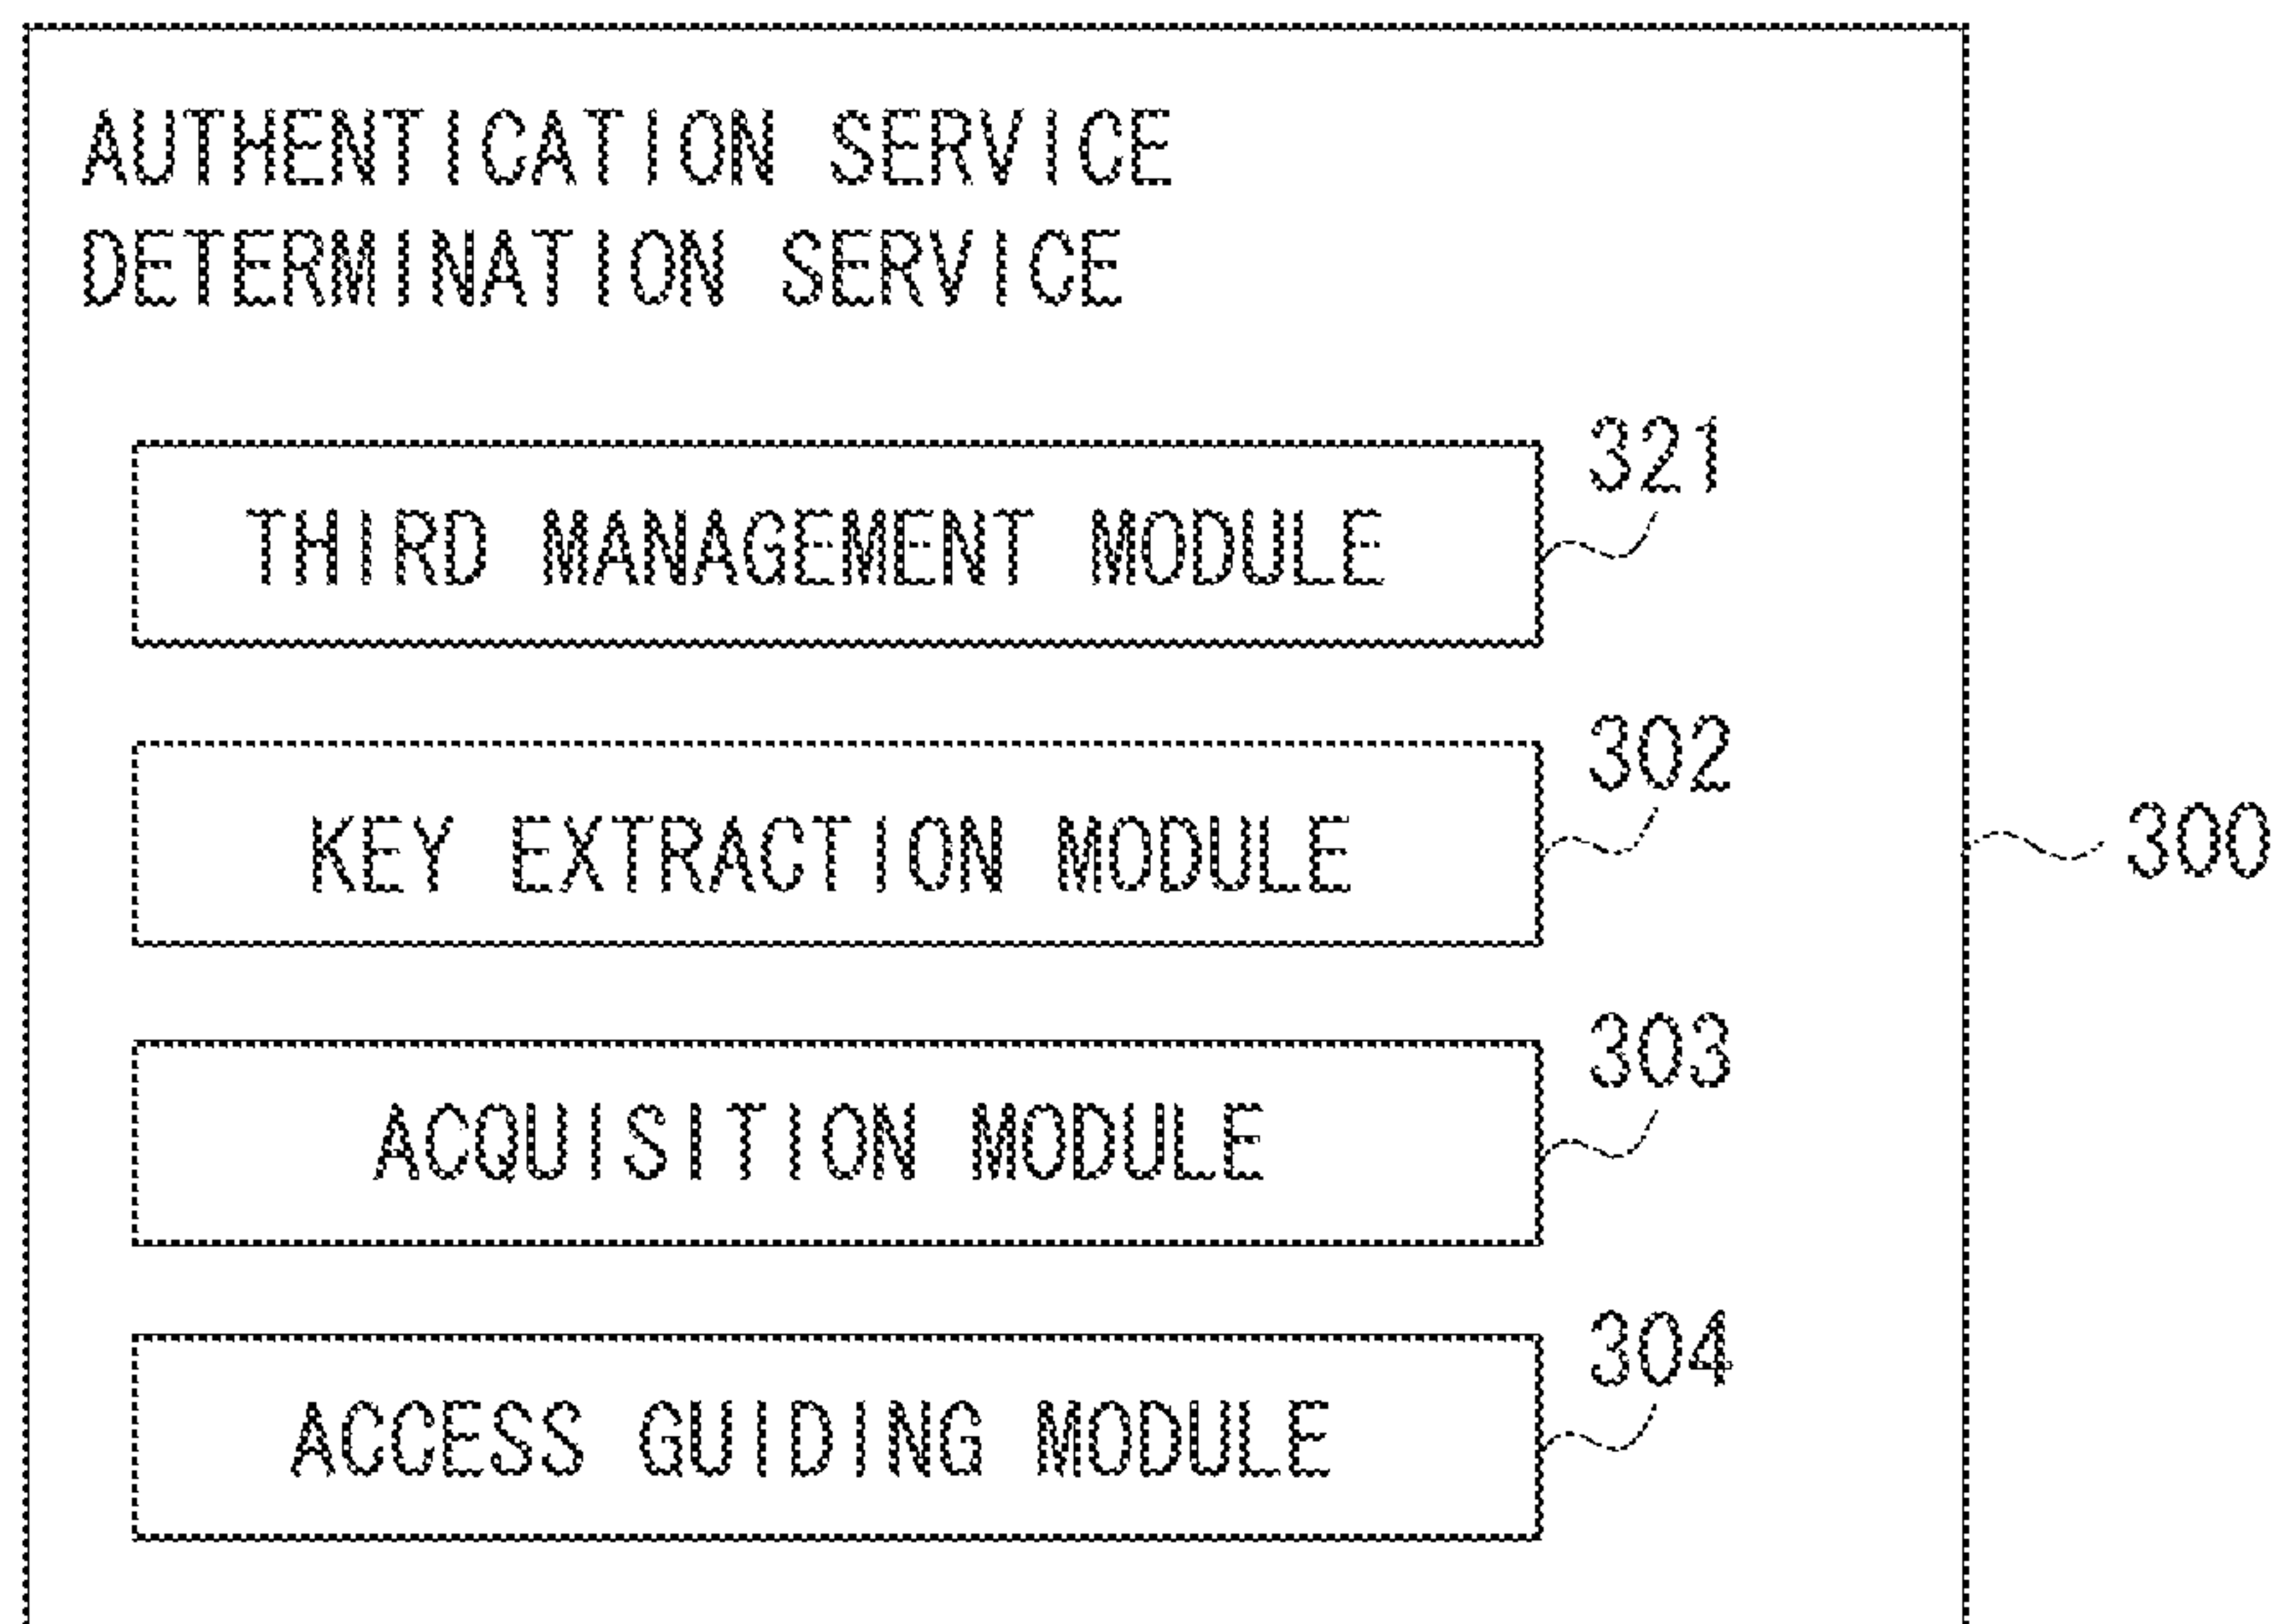 AUTHENTICATION SERVICE
DETERMINATION SERVICE
321
THIRD MANAGEMENT MODULE
302
KEY EXTRACTION MODULE
300
303
ACQUISITION MODULE
304
ACCESS GUIDING MODULE